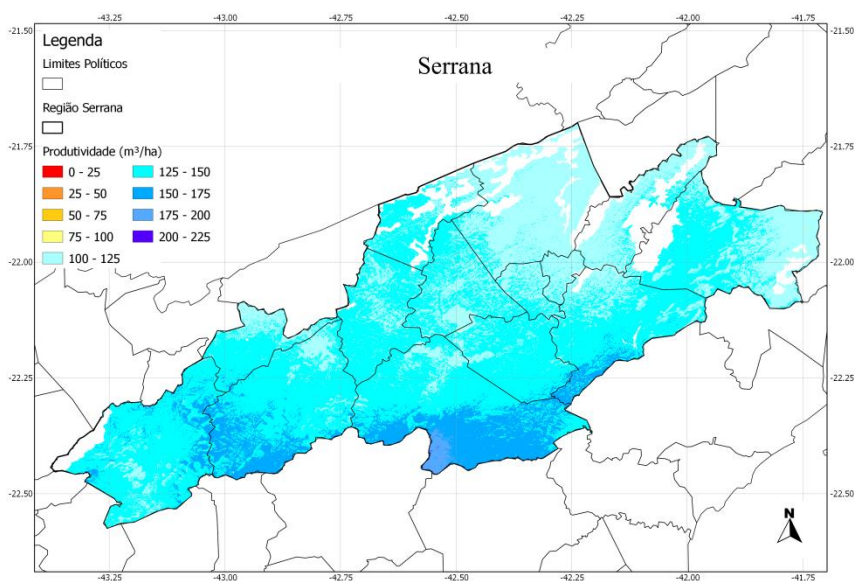 -43.25 -43.00 -42.75 -42.50 -42.25 -42.00 -41.75
-21.50 -21.50
Legenda
Limites Políticos
Região Serrana
Produtividade (m³/ha)
0 - 25 125 - 150
25 - 50 150 - 175
50 - 75 175 - 200
75 - 100 200 - 225
100 - 125
Serrana
-21.75 -21.75
-22.00 -22.00
-22.25 -22.25
-22.50 -22.50
N
-43.25 -43.00 -42.75 -42.50 -42.25 -42.00 -41.75